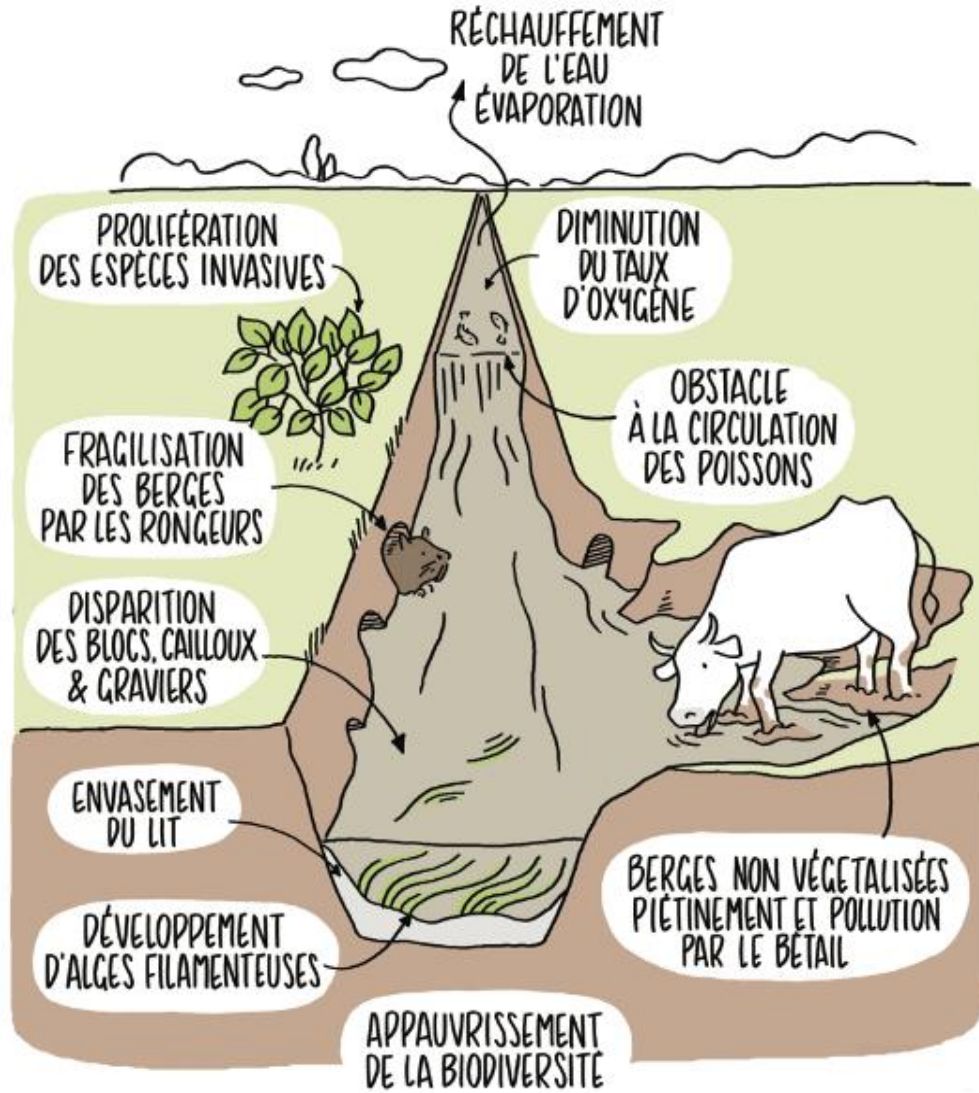 RÉCHAUFFEMENT
DE L'EAU
ÉVAPORATION
PROLIFÉRATION
DES ESPÈCES INVASIVES
DIMINUTION
DU TAUX
D'OXYGÈNE
OBSTACLE
À LA CIRCULATION
DES POISSONS
FRAGILISATION
DES BERGES
PAR LES RONGEURS
DISPARITION
DES BLOCS, CAILLOUX
& GRAVIERS
ENVASEMENT
DU LIT
DÉVELOPPEMENT
D'ALGES FILAMENTEUSES
BERGES NON VÉGETALISÉES
PIÉTINEMENT ET POLLUTION
PAR LE BÉTAIL
APPAUVRISSEMENT
DE LA BIODIVERSITÉ